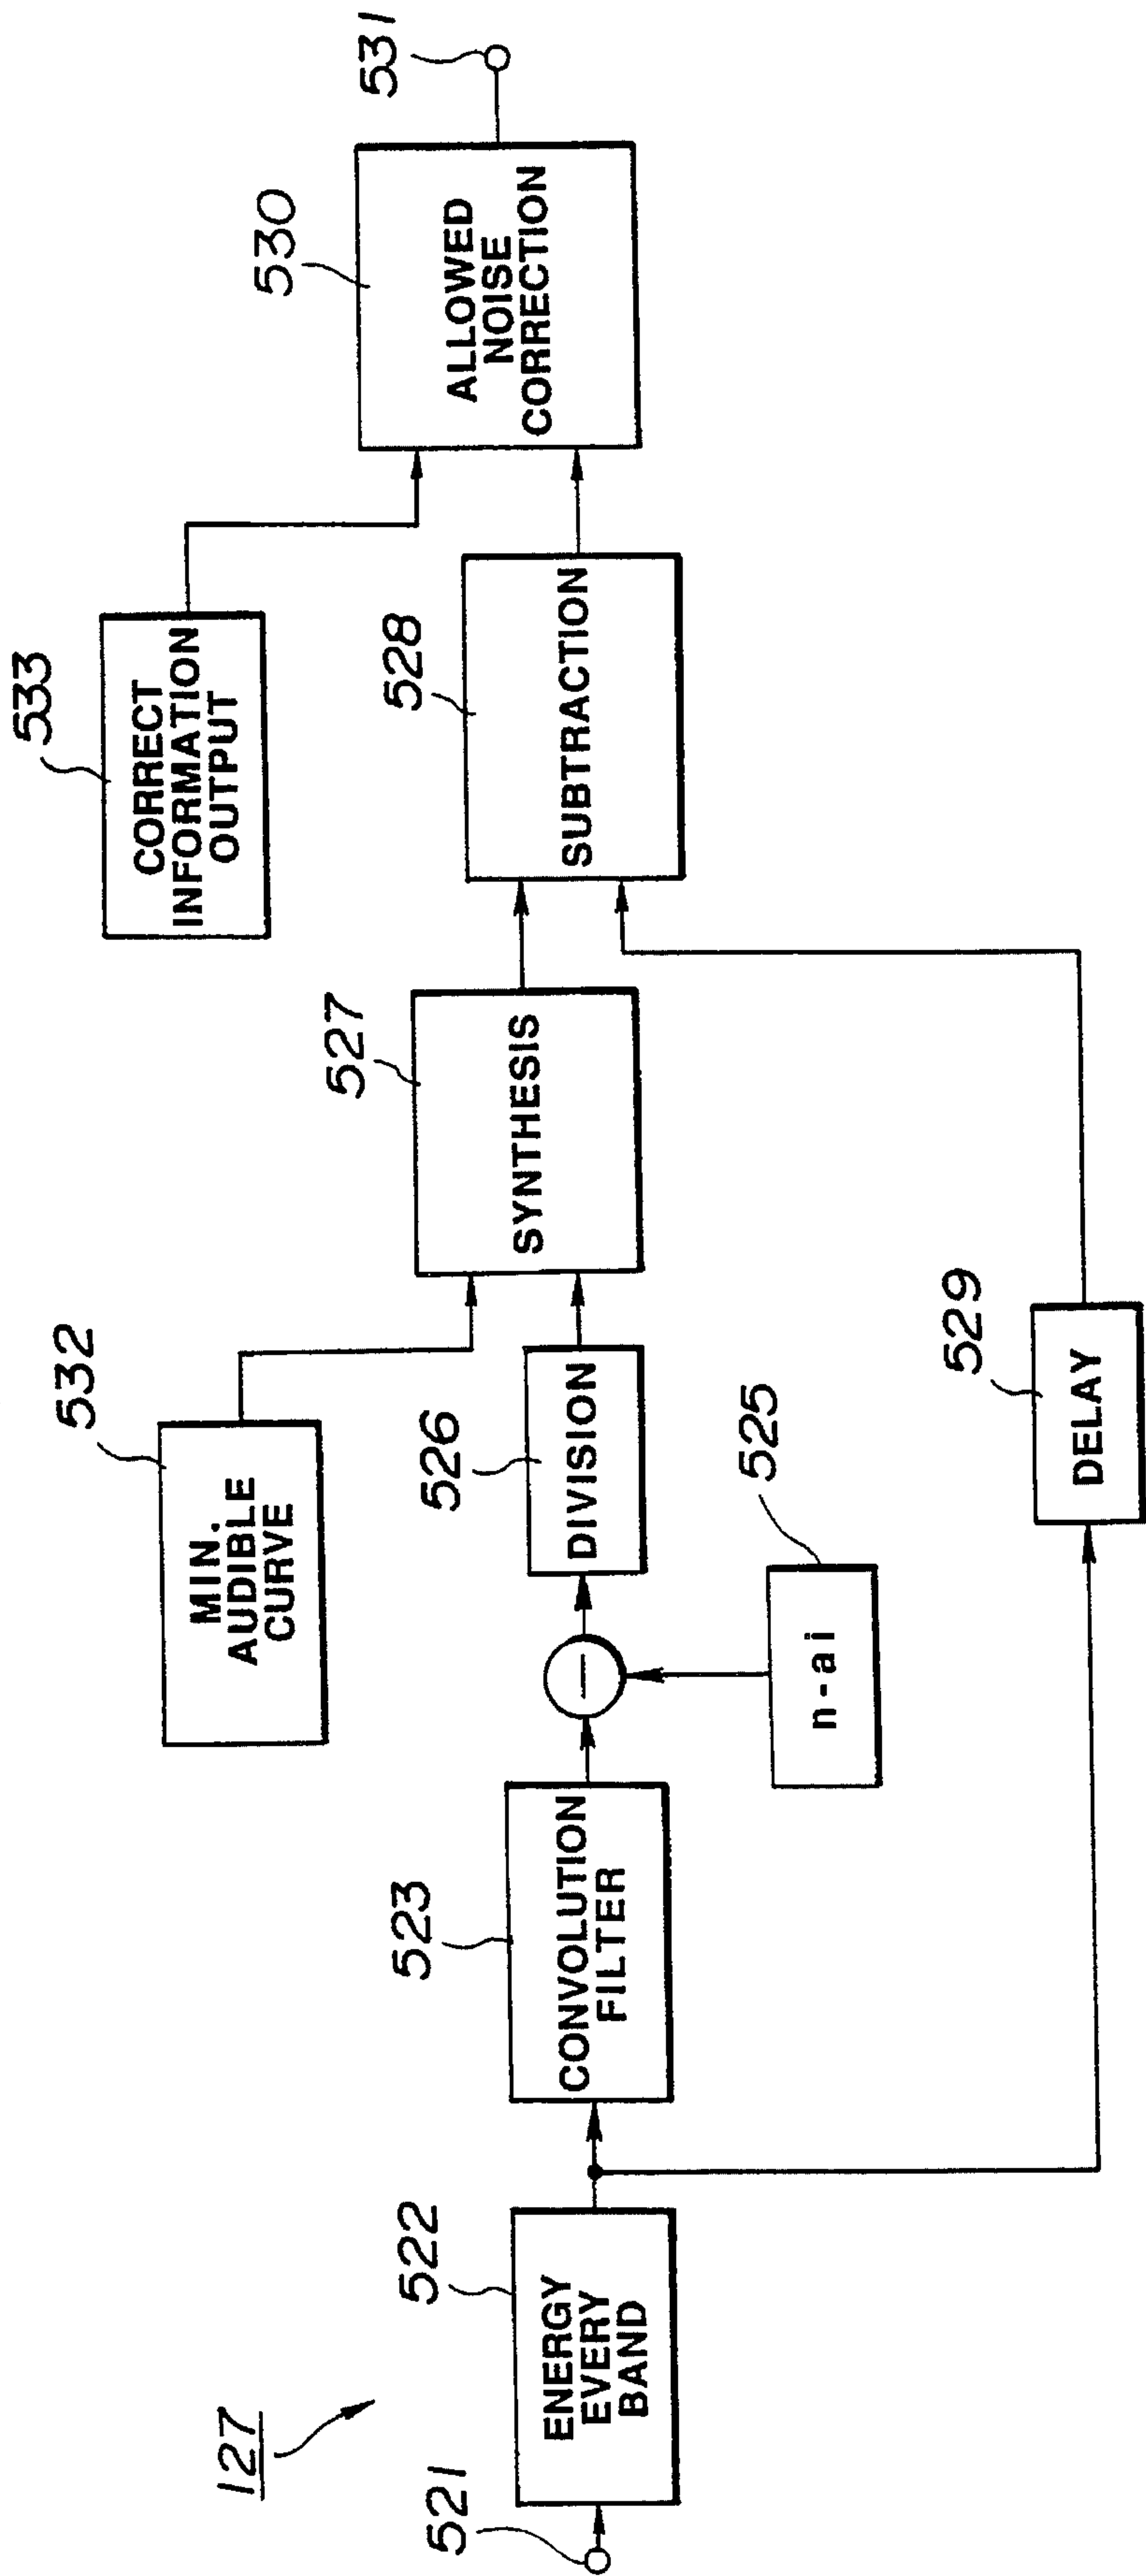 127
521
522
ENERGY
EVERY
BAND
523
CONVOLUTION
FILTER
525
n-ai
526
DIVISION
532
MIN.
AUDIBLE
CURVE
527
SYNTHESIS
529
DELAY
528
SUBTRACTION
533
CORRECT
INFORMATION
OUTPUT
530
ALLOWED
NOISE
CORRECTION
531